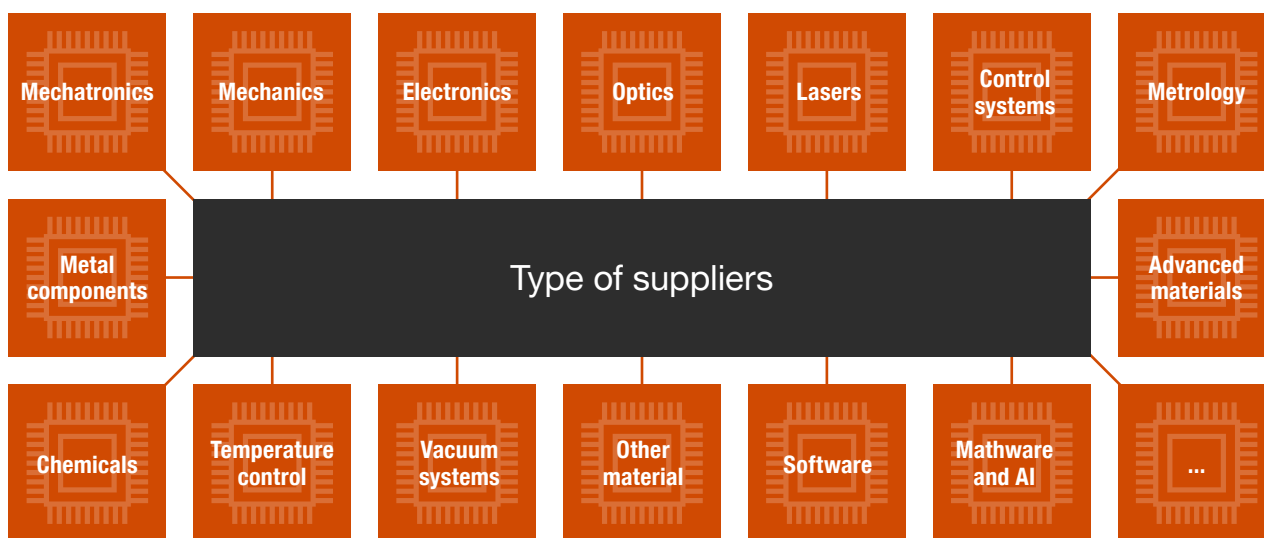 Mechatronics
Mechanics
Electronics
Optics
Lasers
Control
systems
Metrology
Metal
components
Type of suppliers
Advanced
materials
Chemicals
Temperature
control
Vacuum
systems
Other
material
Software
Mathware
and AI
...